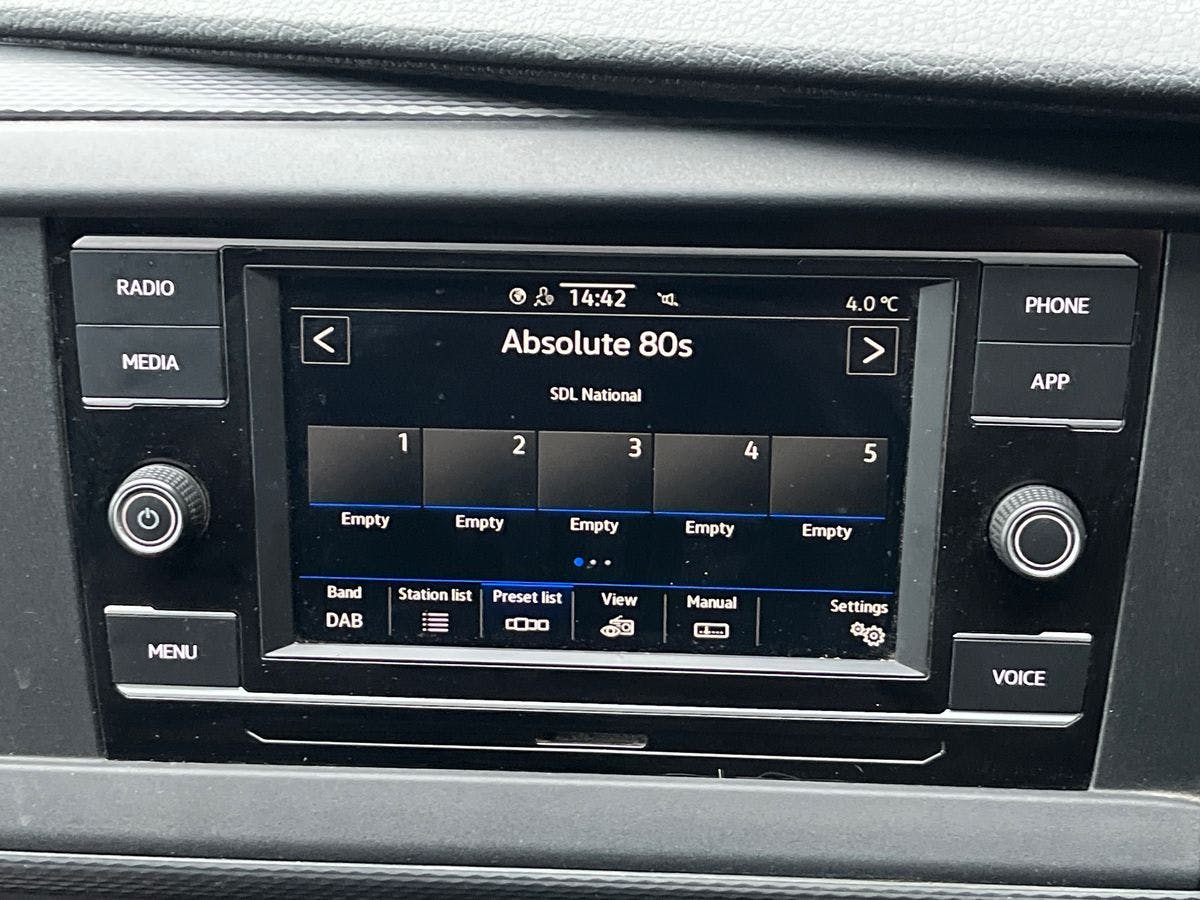 RADIO
MEDIA
MENU
14:42
4.0 °C
<
Absolute 80s
>
SDL National
1 2 3 4 5
Empty Empty Empty Empty Empty
Band Station list Preset list View Manual Settings
DAB
PHONE
APP
VOICE